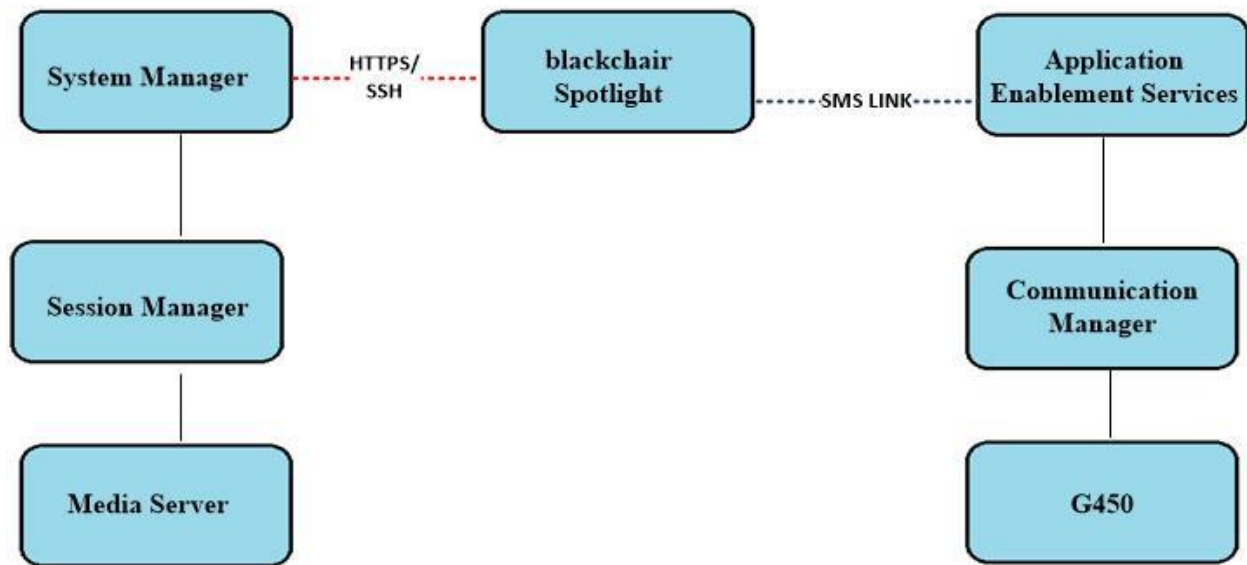 System Manager
HTTPS/
SSH
blackchair
Spotlight
SMS LINK
Application
Enablement Services
Session Manager
Communication
Manager
Media Server
G450